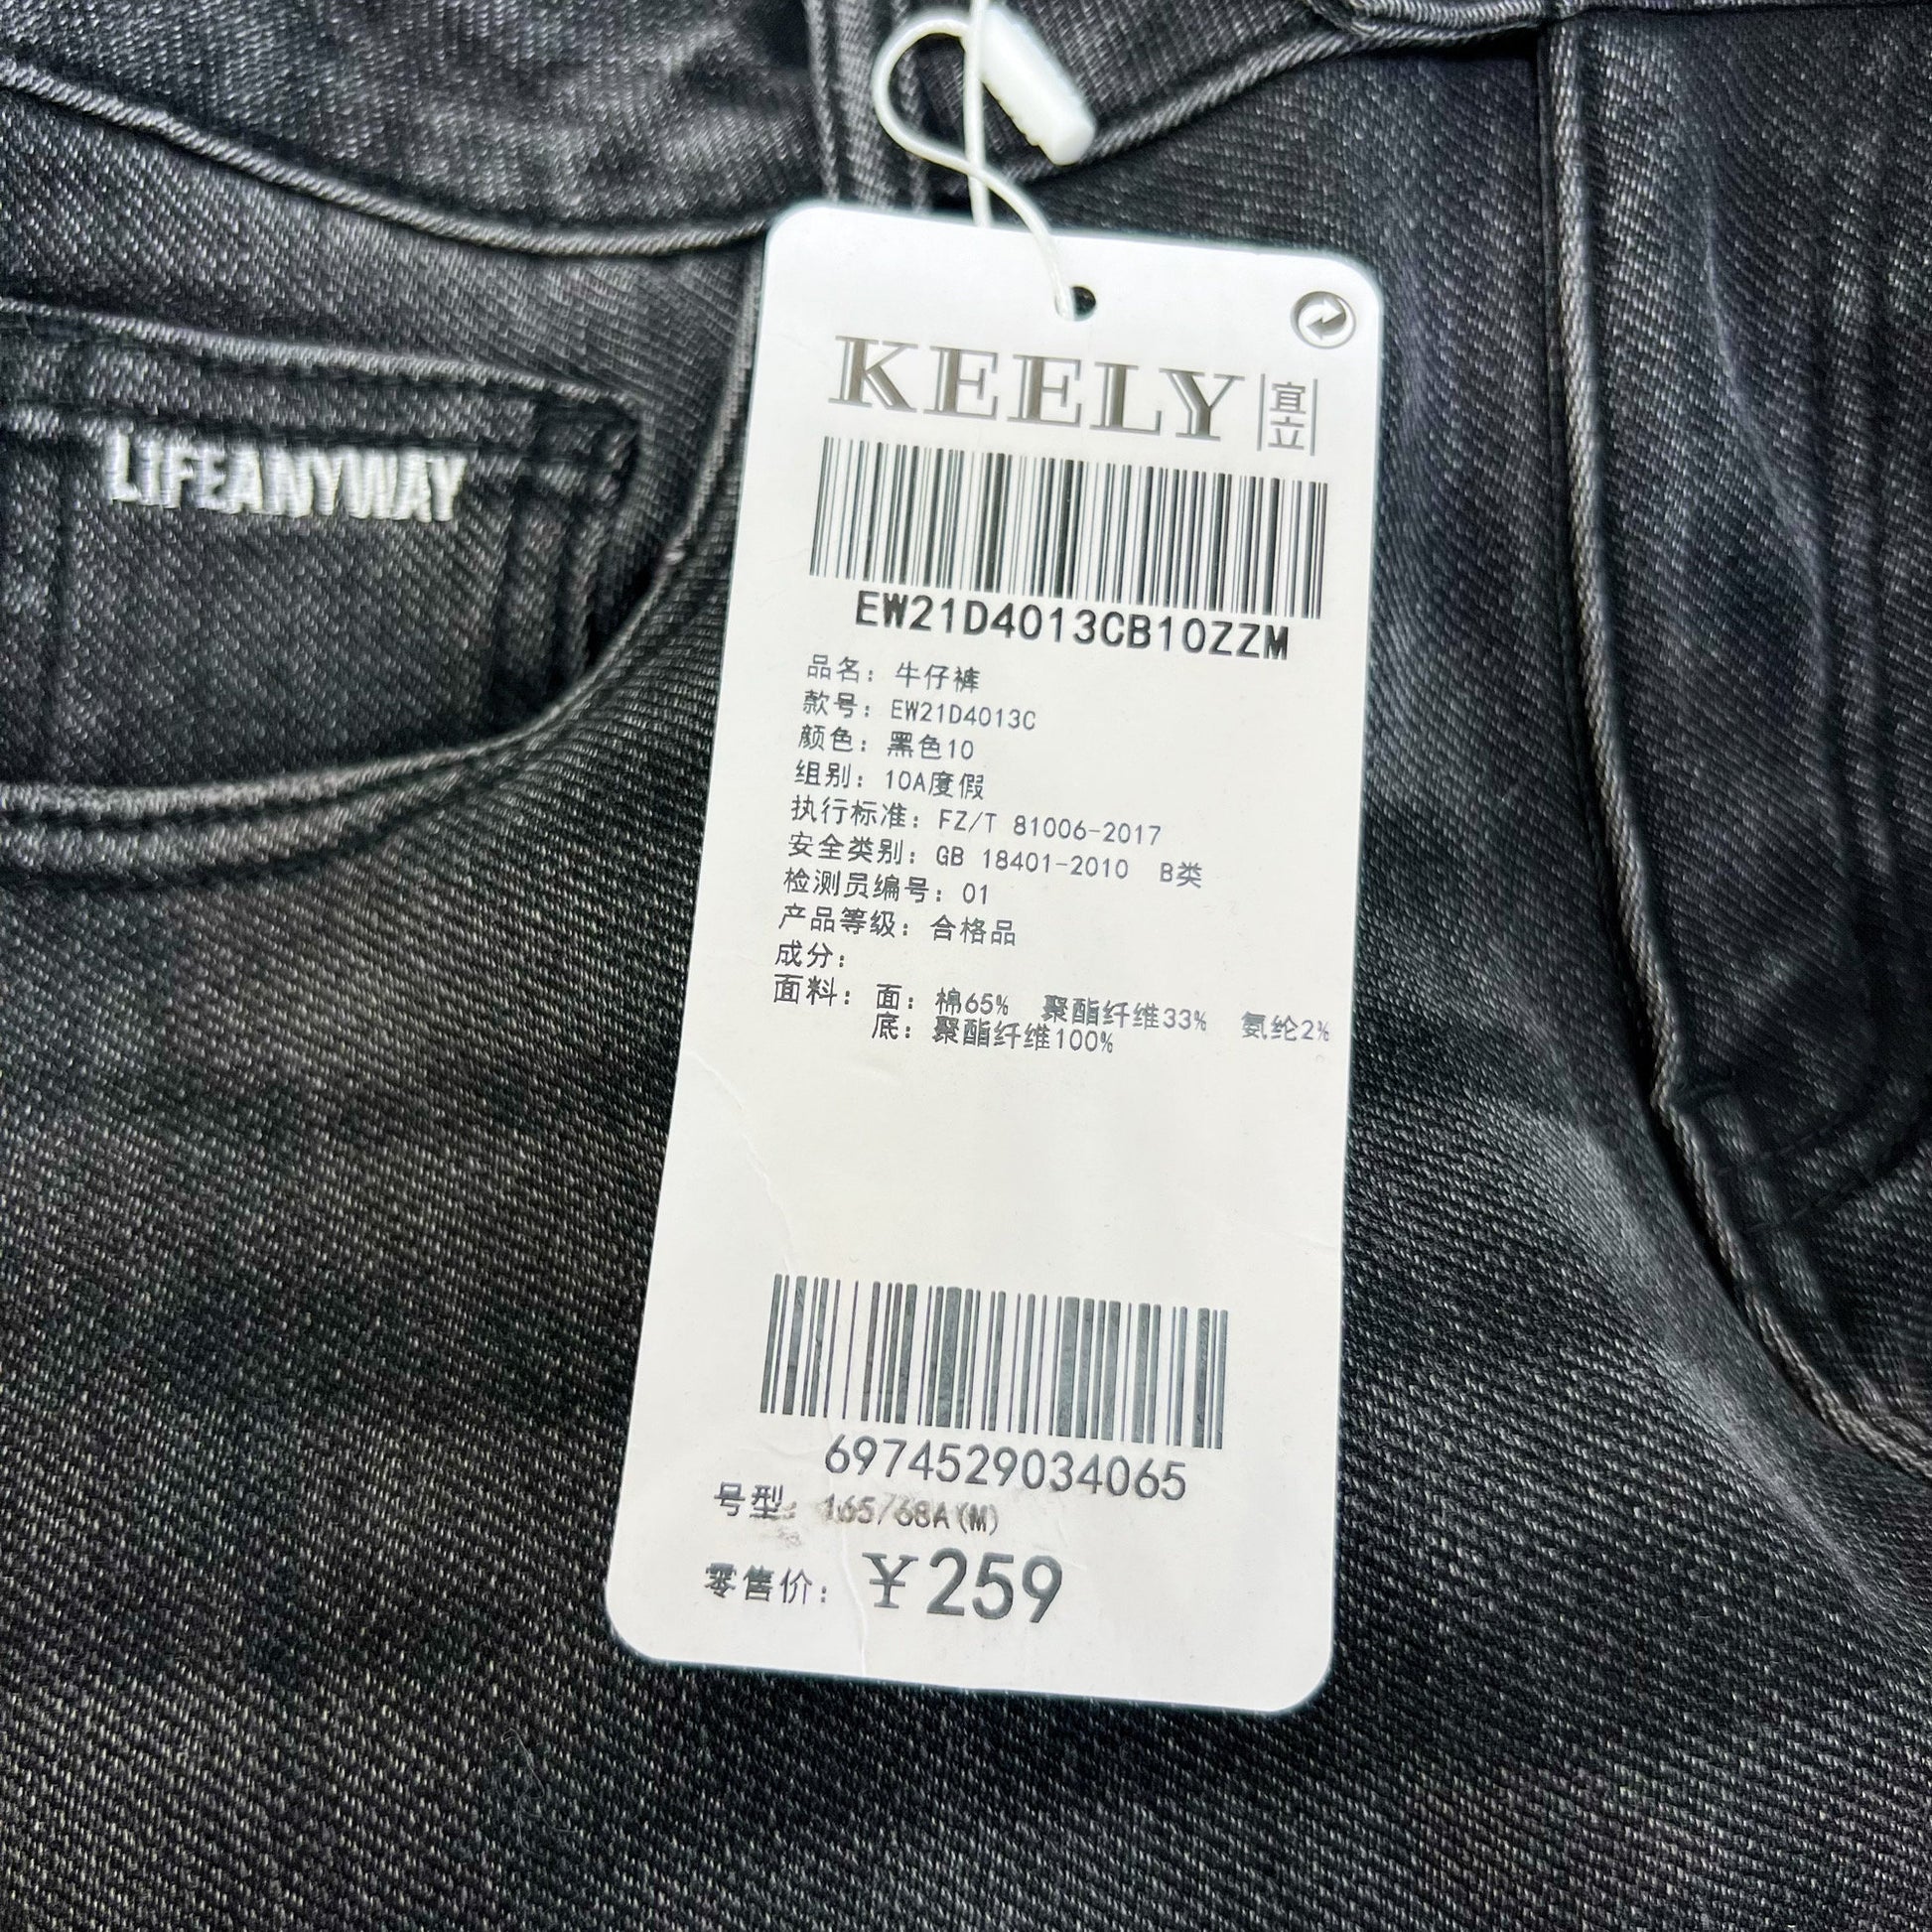 LIFEANYWAY
KEELY 宜立
EW21D4013CB10ZZM
品名：牛仔裤
款号：EW21D4013C
颜色：黑色10
组别：10A度假
执行标准：FZ/T 81006-2017
安全类别：GB 18401-2010 B类
检测员编号：01
产品等级：合格品
成分：
面料：面：棉65% 聚酯纤维33% 氨纶2%
底：聚酯纤维100%
6974529034065
号型：165/68A(M)
零售价：￥259